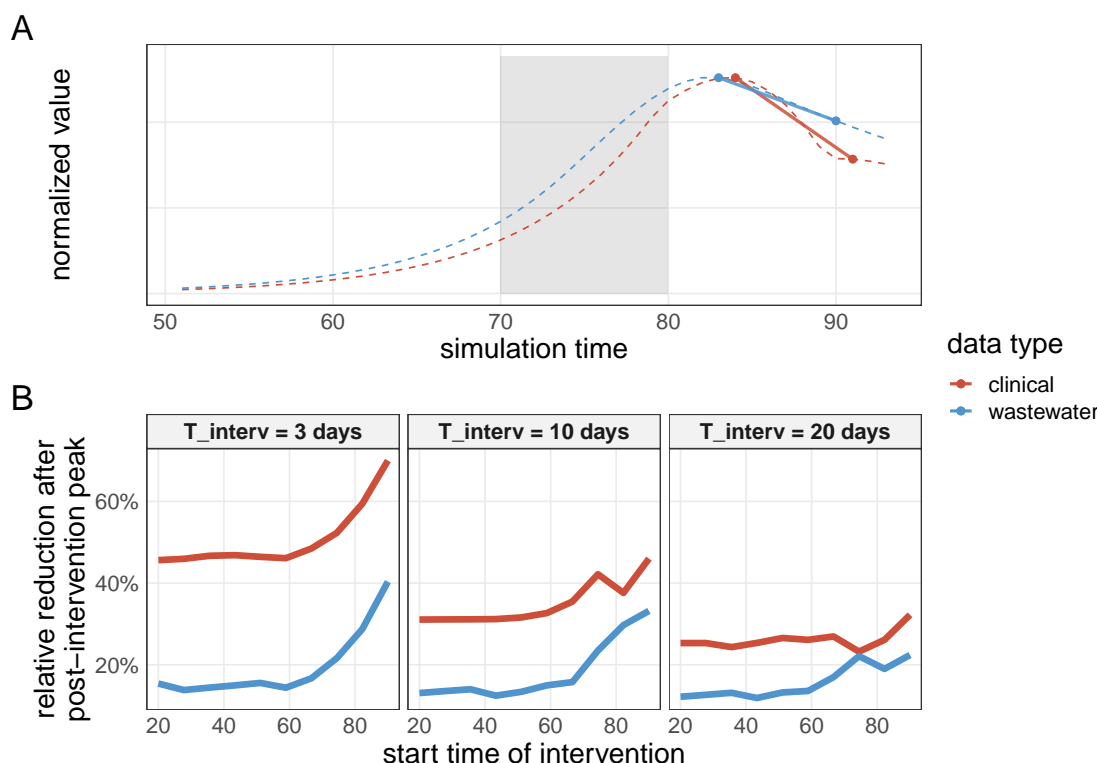 A
normalized value
50 60 70 80 90
simulation time
data type
clinical
wastewater
B
T_interv = 3 days T_interv = 10 days T_interv = 20 days
relative reduction after
post−intervention peak
60%
40%
20%
20 40 60 80 20 40 60 80 20 40 60 80
start time of intervention